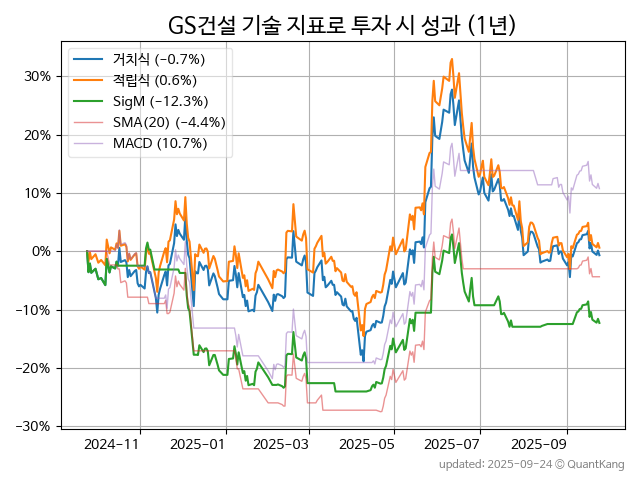 GS건설 기술 지표로 투자 시 성과 (1년)
거치식 (−0.7%)
적립식 (0.6%)
SigM (−12.3%)
SMA(20) (−4.4%)
MACD (10.7%)
30%
20%
10%
0%
−10%
−20%
−30%
2024-11 2025-01 2025-03 2025-05 2025-07 2025-09
updated: 2025-09-24 ⓒ QuantKang